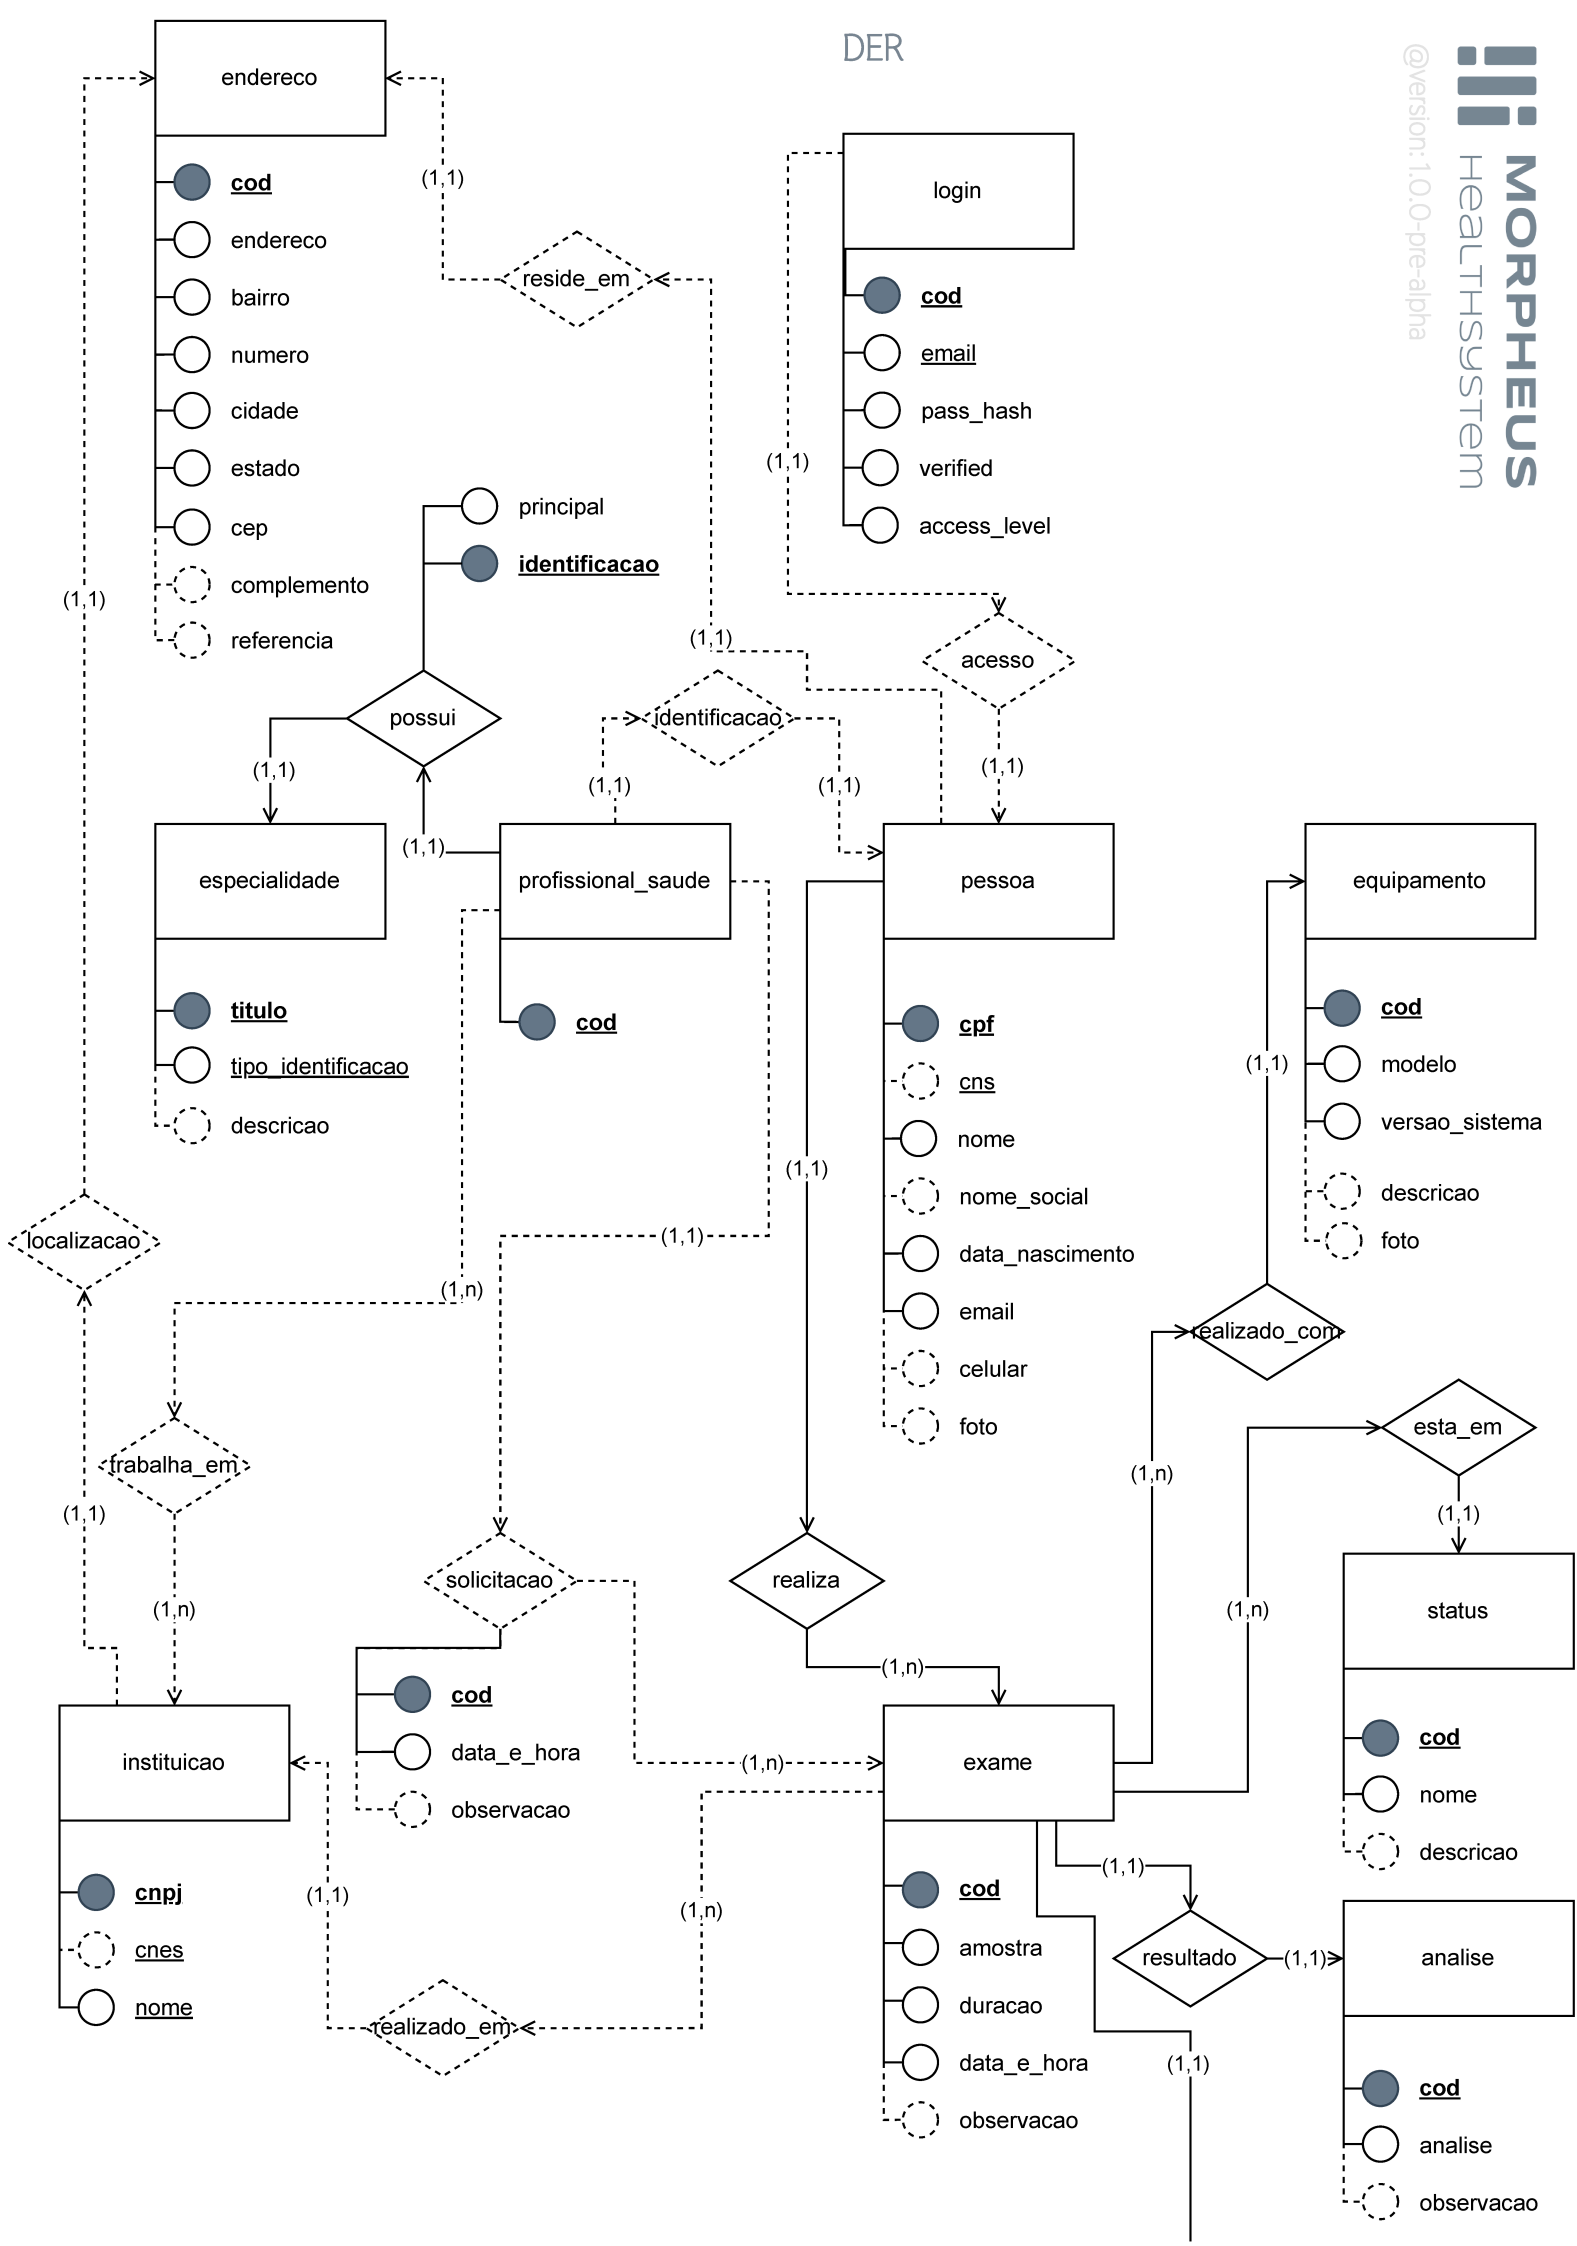 DER
@version:1.0.0-pre-alpha
MORPHEUS
HEALTHSYSTEM
endereco
cod
endereco
bairro
numero
cidade
estado
cep
complemento
referencia
(1,1)
reside_em
(1,1)
login
cod
email
pass_hash
verified
access_level
(1,1)
acesso
(1,1)
principal
identificacao
possui
(1,1)
(1,1)
identificacao
(1,1)
(1,1)
(1,1)
especialidade
titulo
tipo_identificacao
descricao
profissional_saude
cod
pessoa
cpf
cns
nome
nome_social
data_nascimento
email
celular
foto
equipamento
cod
modelo
versao_sistema
descricao
foto
(1,1)
(1,1)
localizacao
(1,1)
(1,n)
(1,1)
trabalha_em
(1,n)
realizado_com
(1,n)
esta_em
(1,1)
(1,n)
status
cod
nome
descricao
solicitacao
cod
data_e_hora
observacao
(1,n)
realiza
(1,n)
instituicao
cnpj
cnes
nome
(1,1)
realizado_em
(1,n)
exame
cod
amostra
duracao
data_e_hora
observacao
(1,1)
resultado
(1,1)
(1,1)
analise
cod
analise
observacao